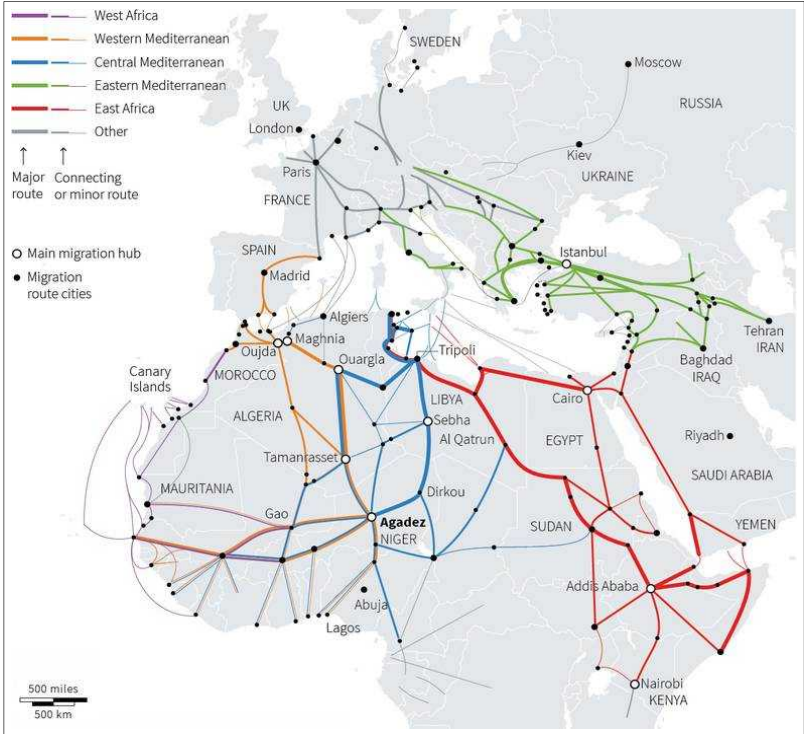 West Africa
Western Mediterranean
Central Mediterranean
Eastern Mediterranean
East Africa
Other
Major
route
Connecting
or minor route
Main migration hub
Migration
route cities
SWEDEN
Moscow
RUSSIA
UK
London
Kiev
UKRAINE
Paris
FRANCE
SPAIN
Madrid
Istanbul
Algiers
Maghnia
Oujda
Tehran
IRAN
Ouargla
Tripoli
Baghdad
IRAQ
Canary
Islands
MOROCCO
LIBYA
Cairo
ALGERIA
Sebha
Al Qatrun
EGYPT
Riyadh
Tamanrasset
SAUDI ARABIA
MAURITANIA
Dirkou
Gao
Agadez
NIGER
SUDAN
YEMEN
Addis Ababa
Abuja
Lagos
Nairobi
KENYA
500 miles
500 km